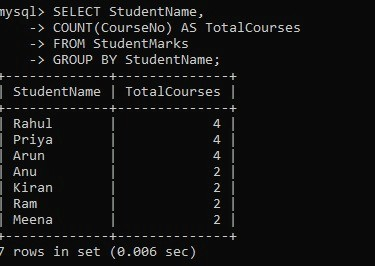 mysql> SELECT StudentName,
    -> COUNT(CourseNo) AS TotalCourses
    -> FROM StudentMarks
    -> GROUP BY StudentName;
+-------------+--------------+
| StudentName | TotalCourses |
+-------------+--------------+
| Rahul       |            4 |
| Priya       |            4 |
| Arun        |            4 |
| Anu         |            2 |
| Kiran       |            2 |
| Ram         |            2 |
| Meena       |            2 |
+-------------+--------------+
7 rows in set (0.006 sec)